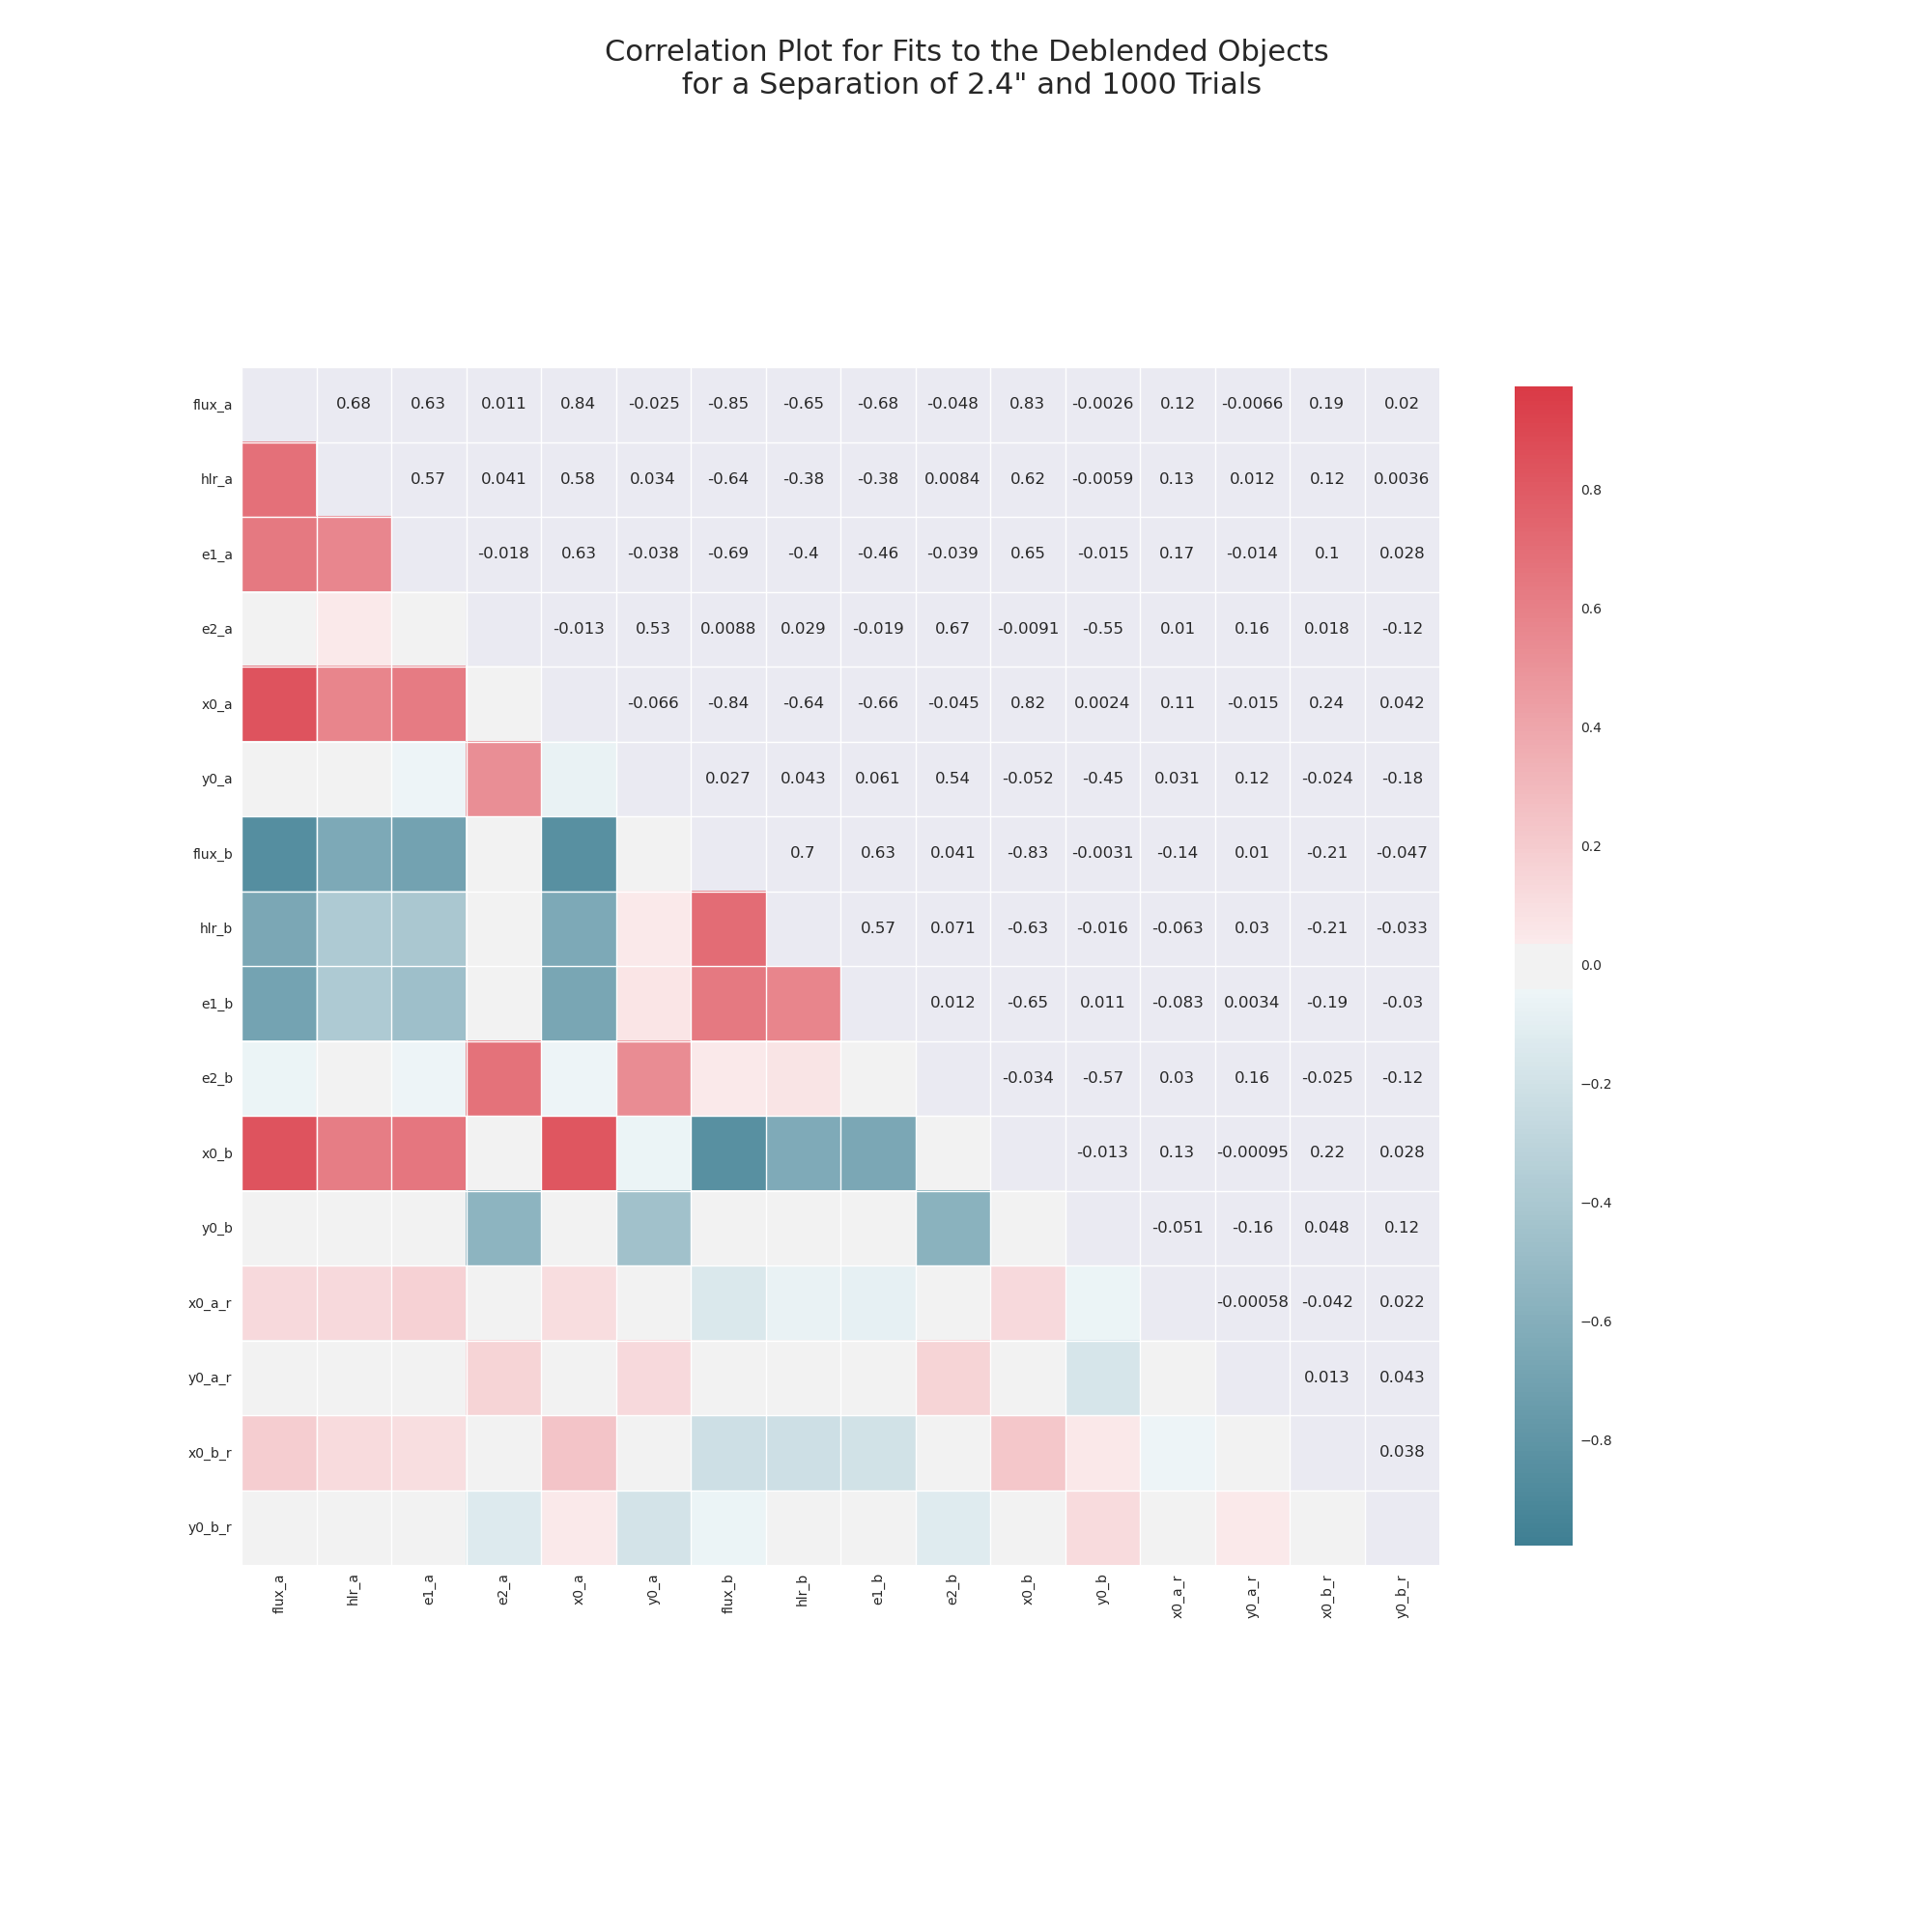 Correlation Plot for Fits to the Deblended Objects
for a Separation of 2.4" and 1000 Trials
flux_a 0.68 0.63 0.011 0.84 -0.025 -0.85 -0.65 -0.68 -0.048 0.83 -0.0026 0.12 -0.0066 0.19 0.02
hlr_a 0.57 0.041 0.58 0.034 -0.64 -0.38 -0.38 0.0084 0.62 -0.0059 0.13 0.012 0.12 0.0036
e1_a -0.018 0.63 -0.038 -0.69 -0.4 -0.46 -0.039 0.65 -0.015 0.17 -0.014 0.1 0.028
e2_a -0.013 0.53 0.0088 0.029 -0.019 0.67 -0.0091 -0.55 0.01 0.16 0.018 -0.12
x0_a -0.066 -0.84 -0.64 -0.66 -0.045 0.82 0.0024 0.11 -0.015 0.24 0.042
y0_a 0.027 0.043 0.061 0.54 -0.052 -0.45 0.031 0.12 -0.024 -0.18
flux_b 0.7 0.63 0.041 -0.83 -0.0031 -0.14 0.01 -0.21 -0.047
hlr_b 0.57 0.071 -0.63 -0.016 -0.063 0.03 -0.21 -0.033
e1_b 0.012 -0.65 0.011 -0.083 0.0034 -0.19 -0.03
e2_b -0.034 -0.57 0.03 0.16 -0.025 -0.12
x0_b -0.013 0.13 -0.00095 0.22 0.028
y0_b -0.051 -0.16 0.048 0.12
x0_a_r -0.00058 -0.042 0.022
y0_a_r 0.013 0.043
x0_b_r 0.038
y0_b_r
flux_a hlr_a e1_a e2_a x0_a y0_a flux_b hlr_b e1_b e2_b x0_b y0_b x0_a_r y0_a_r x0_b_r y0_b_r
0.8
0.6
0.4
0.2
0.0
−0.2
−0.4
−0.6
−0.8